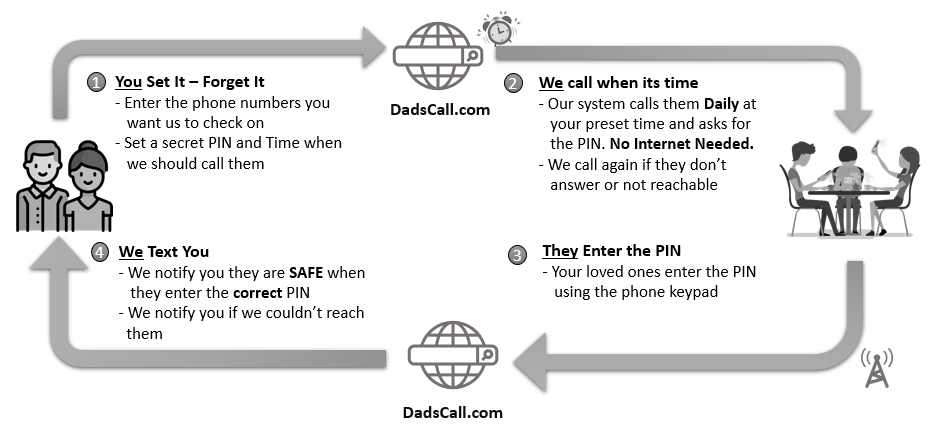 1 You Set It – Forget It
- Enter the phone numbers you
want us to check on
- Set a secret PIN and Time when
we should call them
DadsCall.com
2 We call when its time
- Our system calls them Daily at
your preset time and asks for
the PIN. No Internet Needed.
- We call again if they don’t
answer or not reachable
3 They Enter the PIN
- Your loved ones enter the PIN
using the phone keypad
4 We Text You
- We notify you they are SAFE when
they enter the correct PIN
- We notify you if we couldn’t reach
them
DadsCall.com